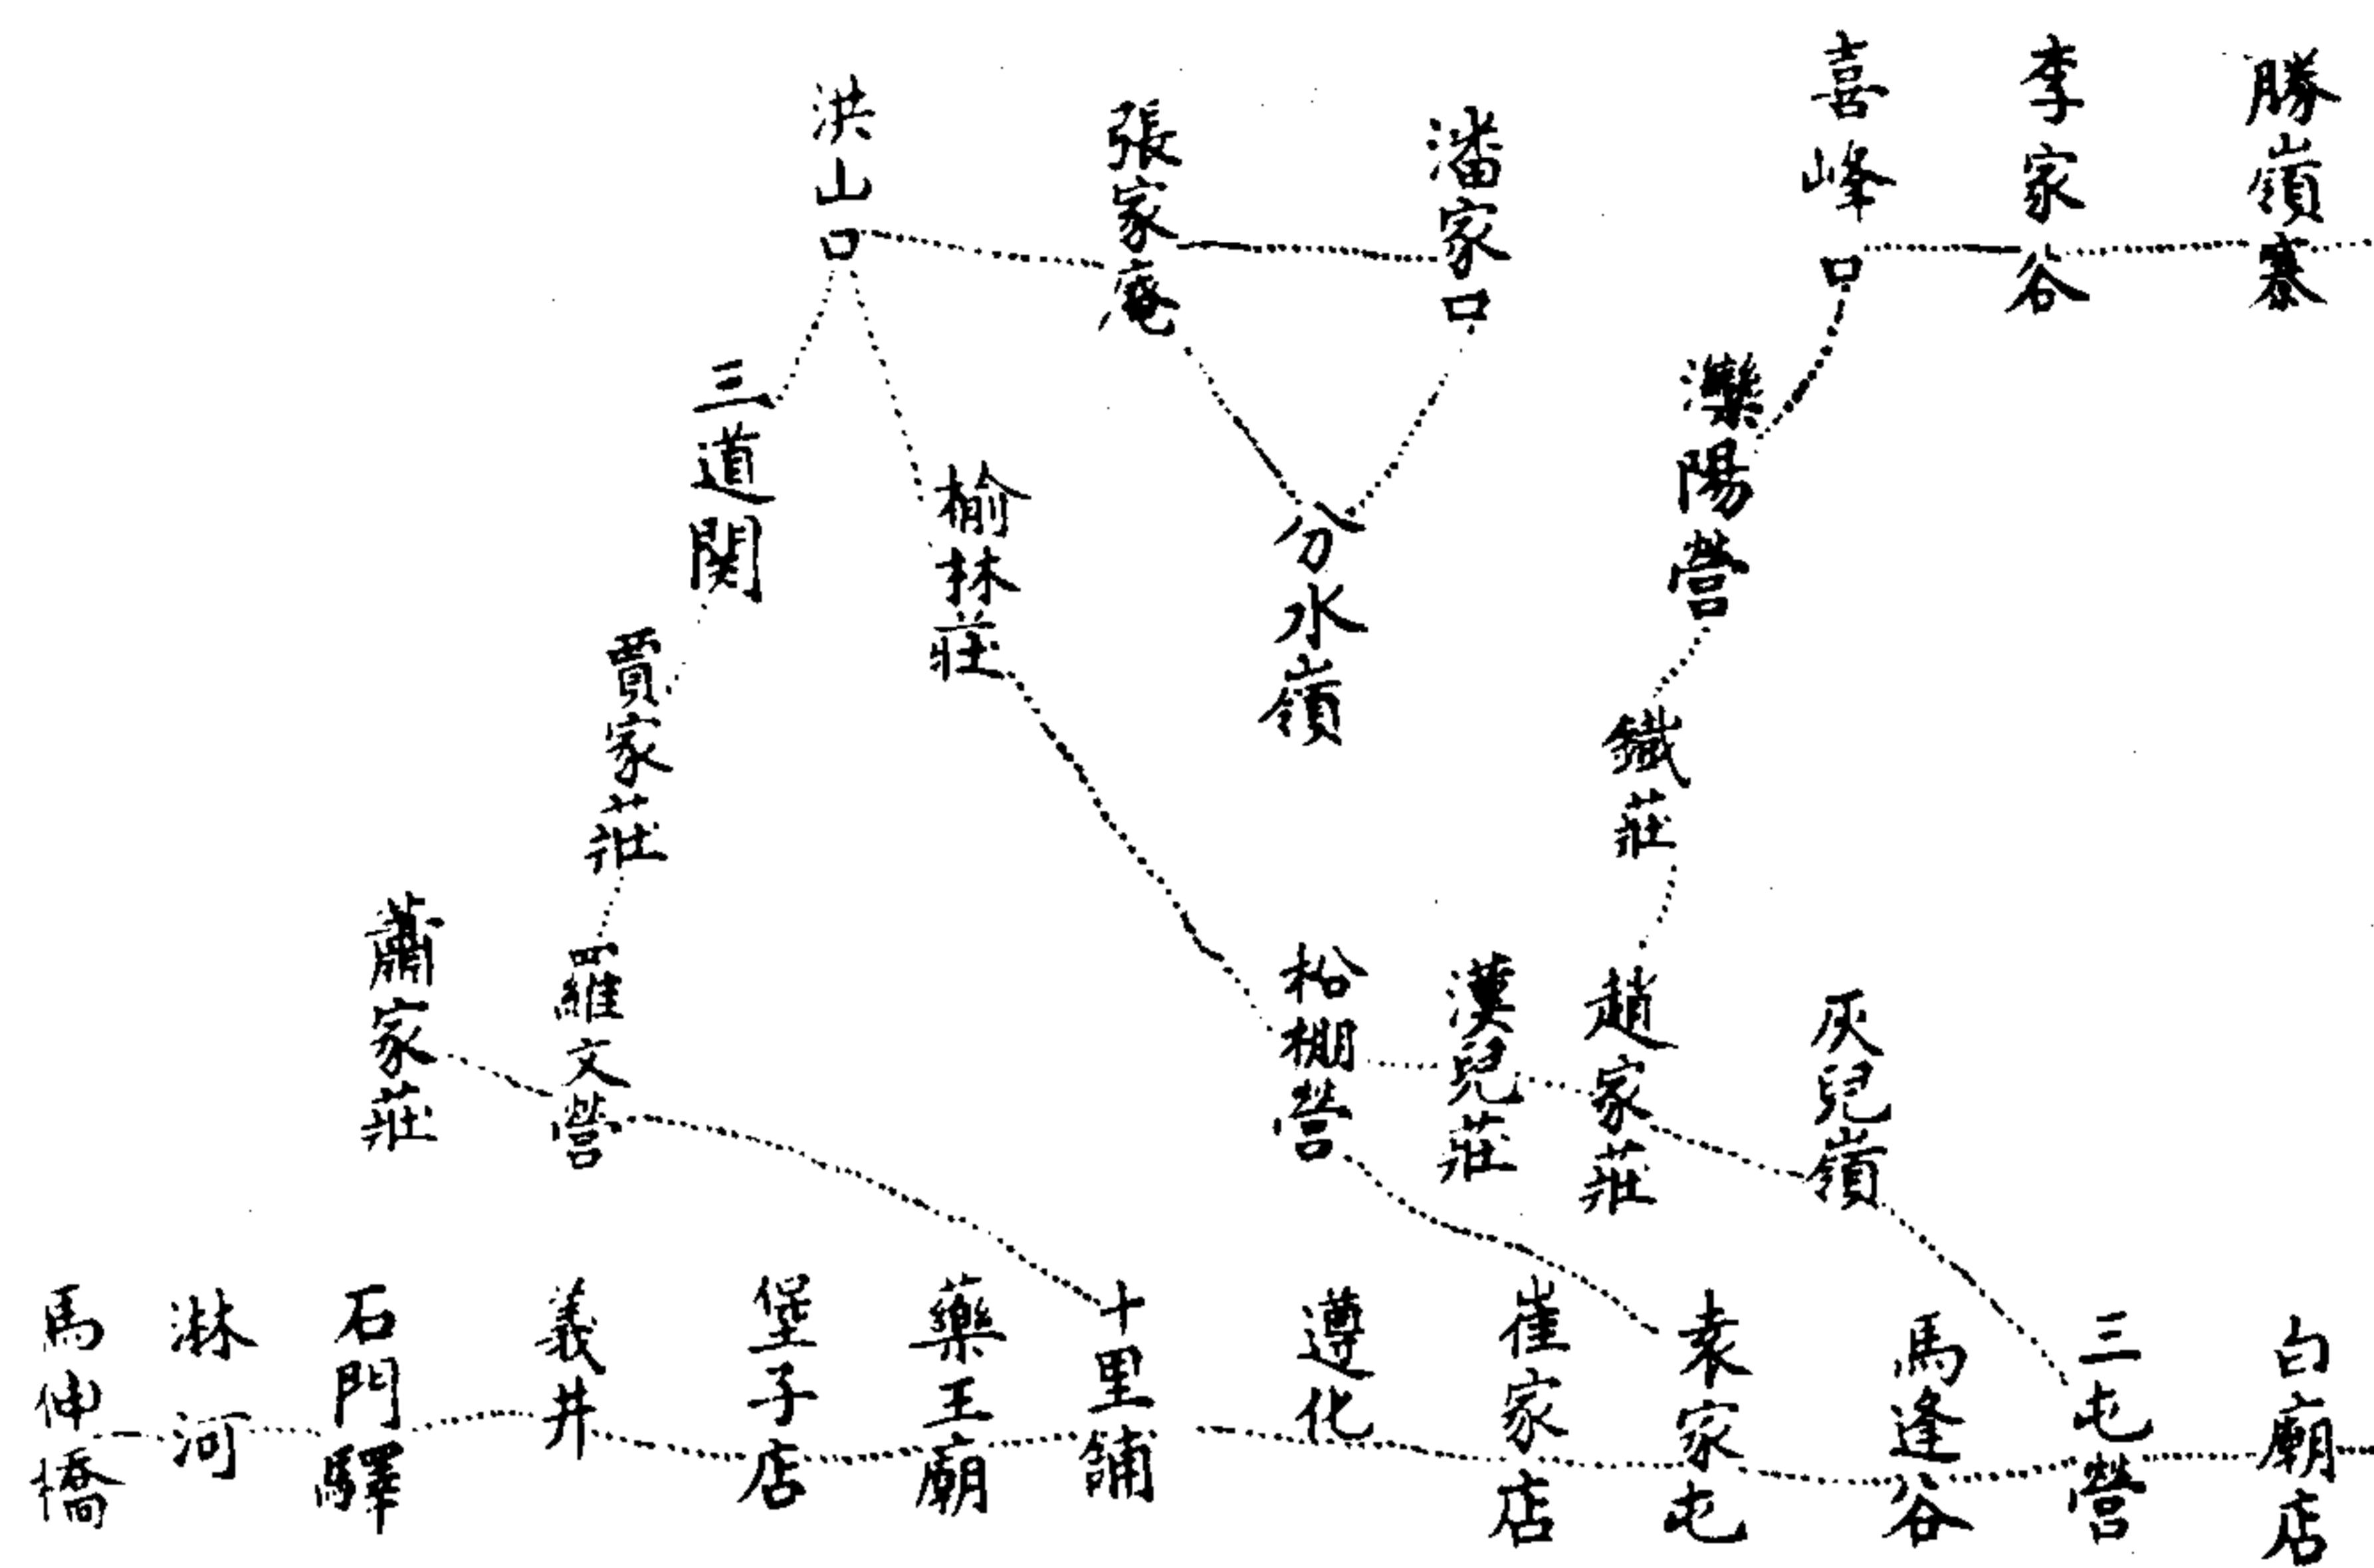 勝嶺寨
李家谷
喜峰口
潘家口
張家庵
洪山口
灤陽營
分水嶺
榆林莊
三道関
鐵莊
賈家莊
灰兒嶺
趙家莊
漢兒莊
松棚營
羅文營
蕭家莊
白廟店
三屯營
馬逢谷
袁家屯
崔家店
遵化
十里舖
藥王廟
堡子店
義井
石門驛
淋河
馬伸橋